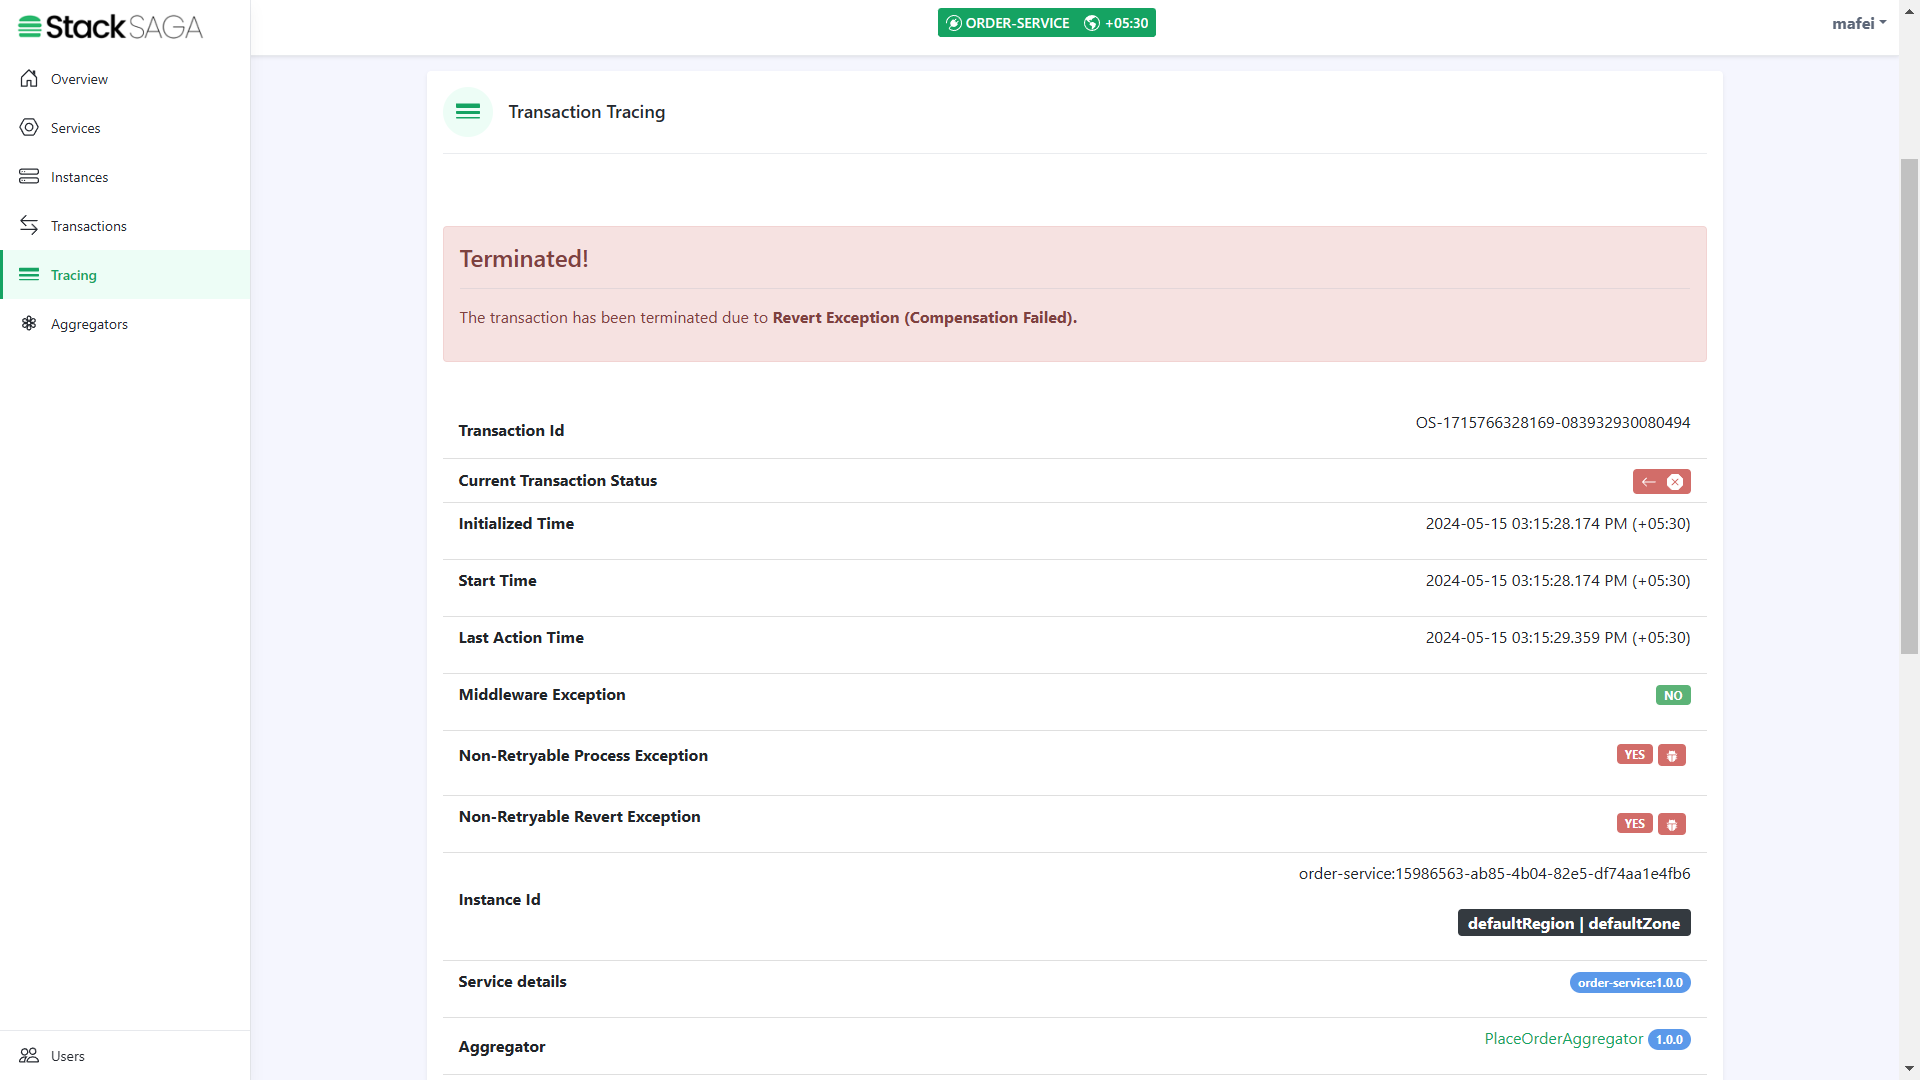 StackSAGA
ORDER-SERVICE +05:30
mafei
Overview
Services
Instances
Transactions
Tracing
Aggregators
Users
Transaction Tracing
Terminated!
The transaction has been terminated due to Revert Exception (Compensation Failed).
Transaction Id OS-1715766328169-083932930080494
Current Transaction Status
Initialized Time 2024-05-15 03:15:28.174 PM (+05:30)
Start Time 2024-05-15 03:15:28.174 PM (+05:30)
Last Action Time 2024-05-15 03:15:29.359 PM (+05:30)
Middleware Exception NO
Non-Retryable Process Exception YES
Non-Retryable Revert Exception YES
Instance Id order-service:15986563-ab85-4b04-82e5-df74aa1e4fb6
defaultRegion | defaultZone
Service details order-service:1.0.0
Aggregator PlaceOrderAggregator 1.0.0